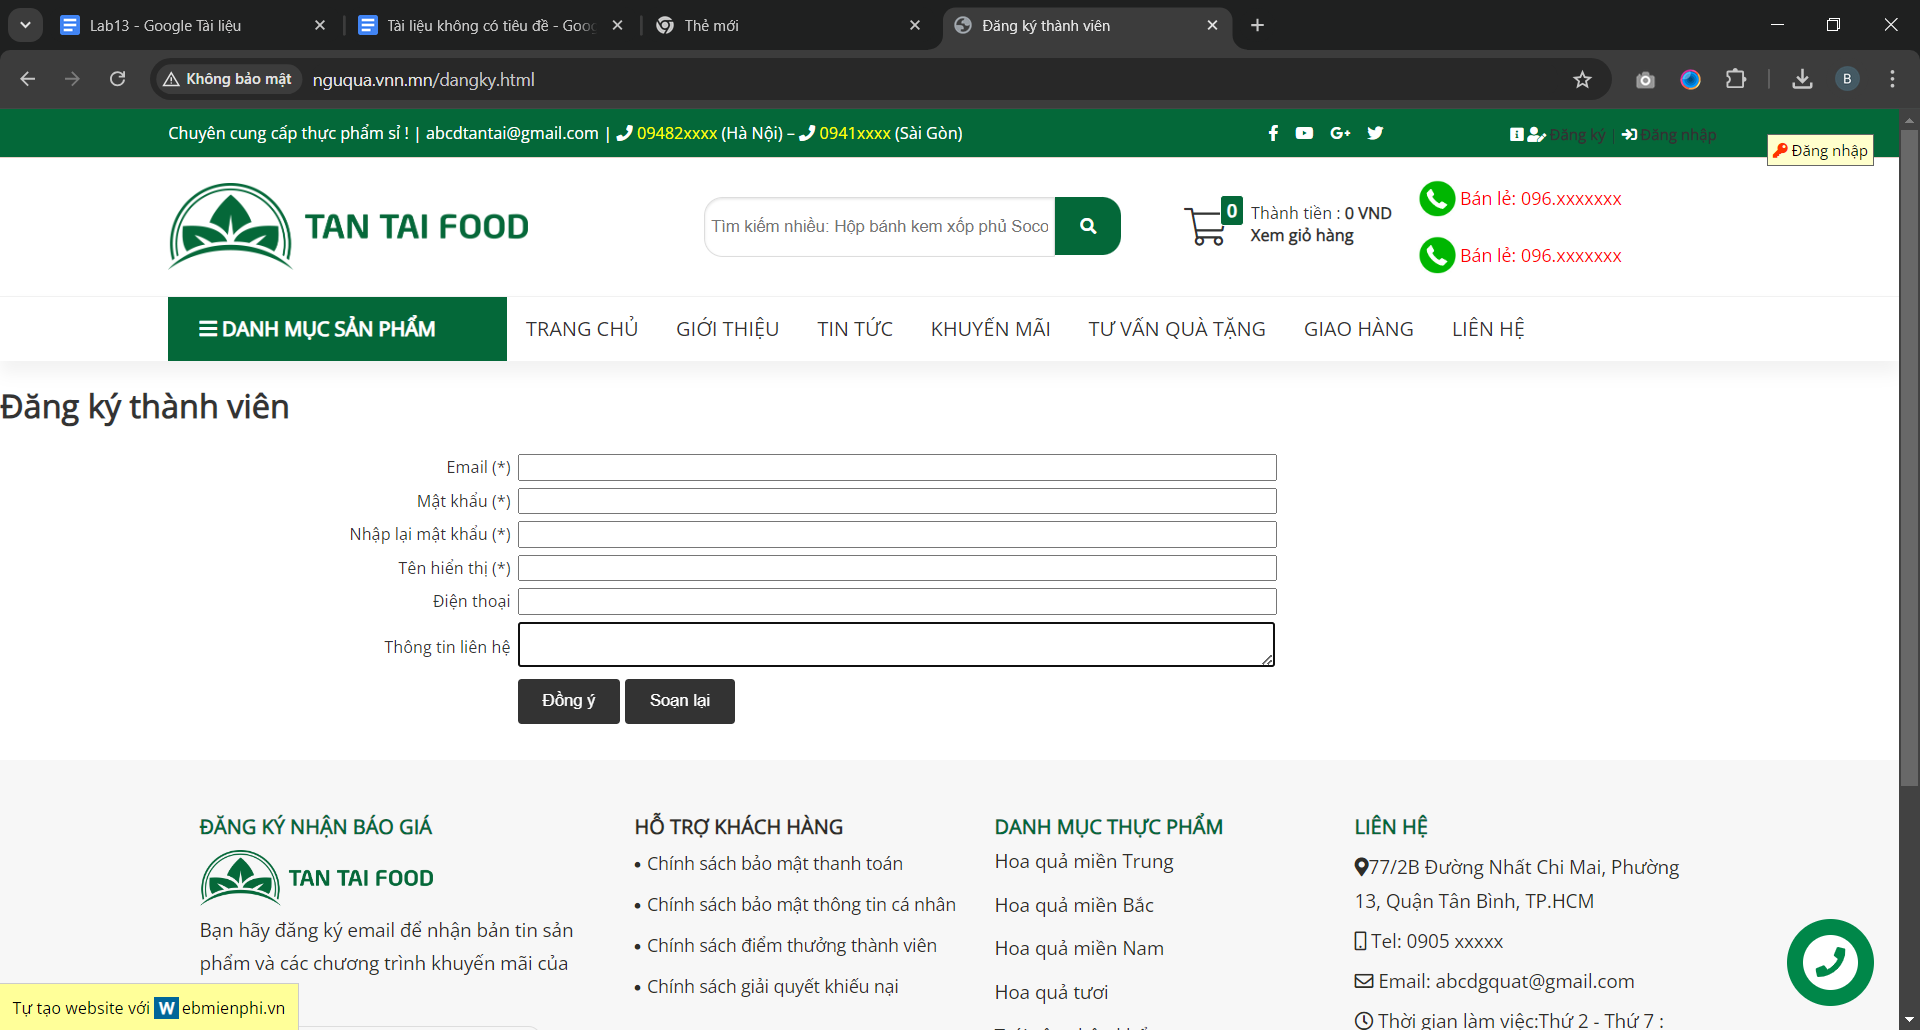 Lab13 - Google Tài liệu
Tài liệu không có tiêu đề - Goog
Thẻ mới
Đăng ký thành viên
Không bảo mật
nguqua.vnn.mn/dangky.html
B
Chuyên cung cấp thực phẩm sỉ ! | abcdtantai@gmail.com | 09482xxxx (Hà Nội) – 0941xxxx (Sài Gòn)
Đăng ký | Đăng nhập
Đăng nhập
TAN TAI FOOD
Tìm kiếm nhiều: Hộp bánh kem xốp phủ Soco
0
Thành tiền : 0 VND
Xem giỏ hàng
Bán lẻ: 096.xxxxxxx
Bán lẻ: 096.xxxxxxx
DANH MỤC SẢN PHẨM
TRANG CHỦ
GIỚI THIỆU
TIN TỨC
KHUYẾN MÃI
TƯ VẤN QUÀ TẶNG
GIAO HÀNG
LIÊN HỆ
Đăng ký thành viên
Email (*)
Mật khẩu (*)
Nhập lại mật khẩu (*)
Tên hiển thị (*)
Điện thoại
Thông tin liên hệ
Đồng ý
Soạn lại
ĐĂNG KÝ NHẬN BÁO GIÁ
TAN TAI FOOD
Bạn hãy đăng ký email để nhận bản tin sản
phẩm và các chương trình khuyến mãi của
Tự tạo website với Webmienphi.vn
HỖ TRỢ KHÁCH HÀNG
• Chính sách bảo mật thanh toán
• Chính sách bảo mật thông tin cá nhân
• Chính sách điểm thưởng thành viên
• Chính sách giải quyết khiếu nại
DANH MỤC THỰC PHẨM
Hoa quả miền Trung
Hoa quả miền Bắc
Hoa quả miền Nam
Hoa quả tươi
LIÊN HỆ
77/2B Đường Nhất Chi Mai, Phường
13, Quận Tân Bình, TP.HCM
Tel: 0905 xxxxx
Email: abcdgquat@gmail.com
Thời gian làm việc:Thứ 2 - Thứ 7 :